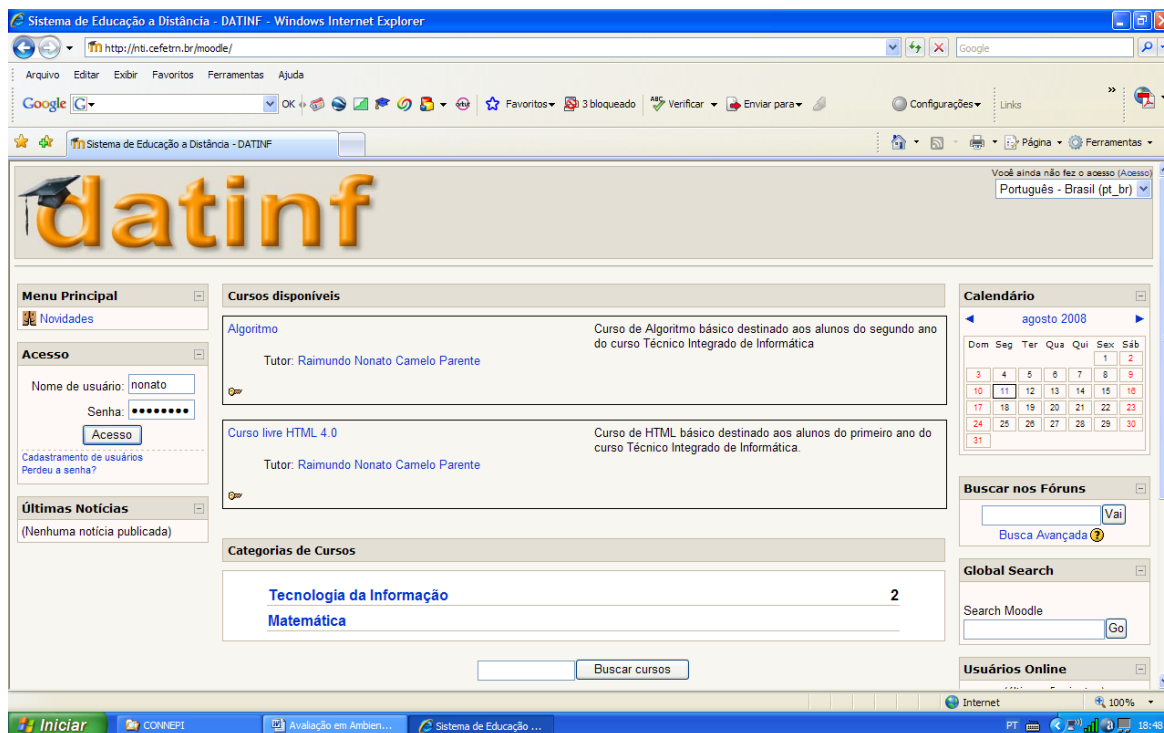 Sistema de Educação a Distância - DATINF - Windows Internet Explorer
http://nti.cefetrn.br/moodle/
Google
Arquivo Editar Exibir Favoritos Ferramentas Ajuda
Google G OK Favoritos 3 bloqueado ABC Verificar Enviar para Configurações Links »
Sistema de Educação a Distância - DATINF Página Ferramentas
datinf
Você ainda não fez o acesso (Acesso)
Português - Brasil (pt_br)
Menu Principal
Novidades
Acesso
Nome de usuário: nonato
Senha: ••••••••
Acesso
Cadastramento de usuários
Perdeu a senha?
Últimas Notícias
(Nenhuma notícia publicada)
Cursos disponíveis
Algoritmo
Tutor: Raimundo Nonato Camelo Parente
Curso de Algoritmo básico destinado aos alunos do segundo ano
do curso Técnico Integrado de Informática
Curso livre HTML 4.0
Tutor: Raimundo Nonato Camelo Parente
Curso de HTML básico destinado aos alunos do primeiro ano do
curso Técnico Integrado de Informática.
Categorias de Cursos
Tecnologia da Informação 2
Matemática
Buscar cursos
Calendário
◄ agosto 2008 ►
Dom Seg Ter Qua Qui Sex Sáb
1 2
3 4 5 6 7 8 9
10 11 12 13 14 15 16
17 18 19 20 21 22 23
24 25 26 27 28 29 30
31
Buscar nos Fóruns
Vai
Busca Avançada ?
Global Search
Search Moodle
Go
Usuários Online
Internet 100%
Iniciar CONNEPI Avaliação em Ambien... Sistema de Educação ... PT 18:48